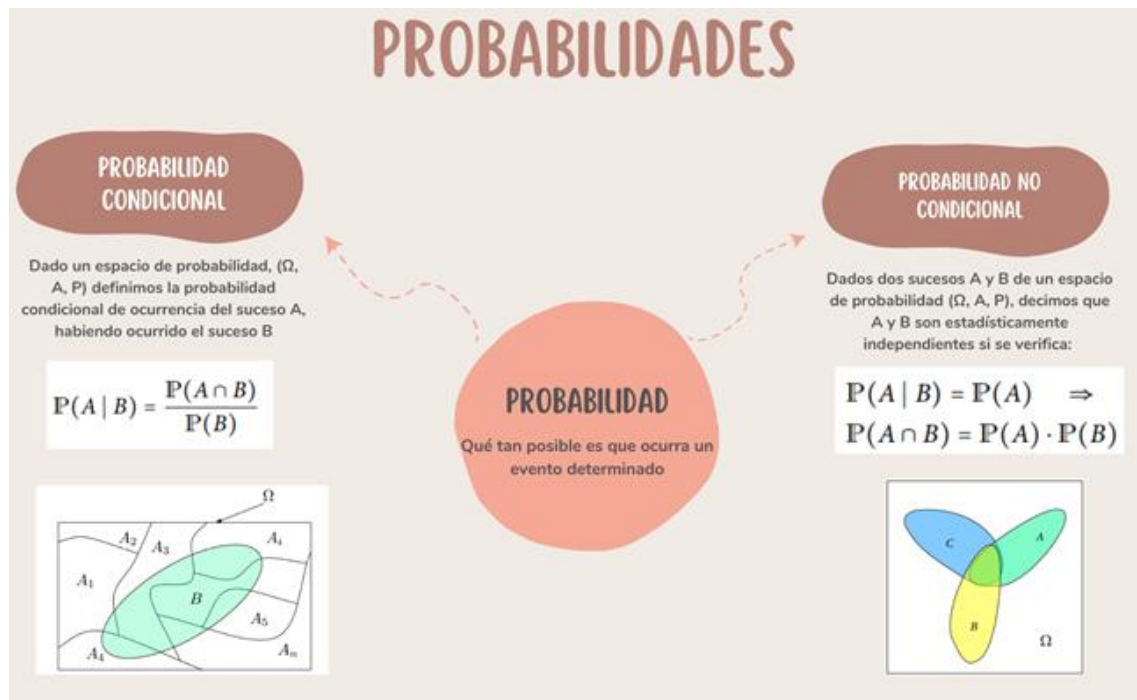 PROBABILIDADES
PROBABILIDAD
CONDICIONAL
Dado un espacio de probabilidad, (Ω,
A, P) definimos la probabilidad
condicional de ocurrencia del suceso A,
habiendo ocurrido el suceso B
ℙ(A | B) = ℙ(A ∩ B) / ℙ(B)
Ω
A₂
A₃
A₁
A₄
B
A₅
A₄
Aₙ
PROBABILIDAD
Qué tan posible es que ocurra un
evento determinado
PROBABILIDAD NO
CONDICIONAL
Dados dos sucesos A y B de un espacio
de probabilidad (Ω, A, P), decimos que
A y B son estadísticamente
independientes si se verifica:
ℙ(A | B) = ℙ(A) ⇒
ℙ(A ∩ B) = ℙ(A) · ℙ(B)
C
A
B
Ω